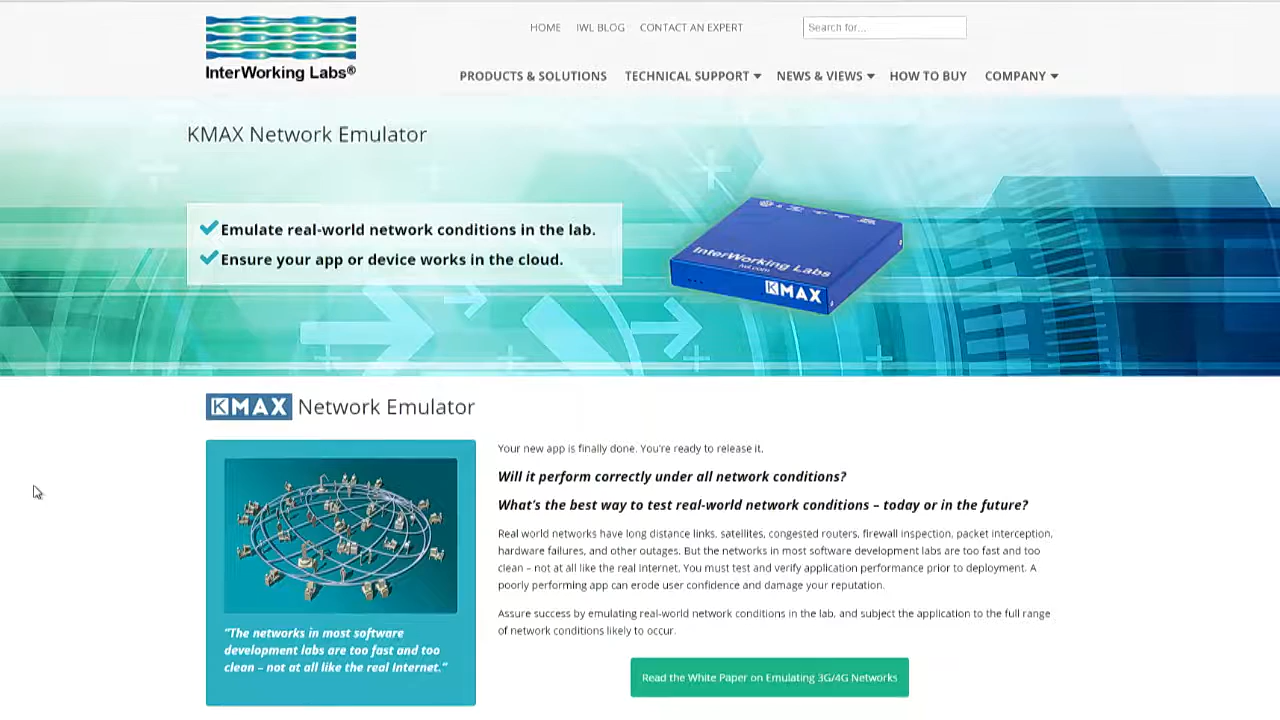 HOME IWL BLOG CONTACT AN EXPERT Search for...
InterWorking Labs®
PRODUCTS & SOLUTIONS TECHNICAL SUPPORT NEWS & VIEWS HOW TO BUY COMPANY
KMAX Network Emulator
Emulate real-world network conditions in the lab.
Ensure your app or device works in the cloud.
InterWorking Labs
iwl.com
KMAX
KMAX Network Emulator
"The networks in most software
development labs are too fast and too
clean – not at all like the real Internet."
Your new app is finally done. You're ready to release it.
Will it perform correctly under all network conditions?
What's the best way to test real-world network conditions – today or in the future?
Real world networks have long distance links, satellites, congested routers, firewall inspection, packet interception,
hardware failures, and other outages. But the networks in most software development labs are too fast and too
clean – not at all like the real Internet. You must test and verify application performance prior to deployment. A
poorly performing app can erode user confidence and damage your reputation.
Assure success by emulating real-world network conditions in the lab, and subject the application to the full range
of network conditions likely to occur.
Read the White Paper on Emulating 3G/4G Networks